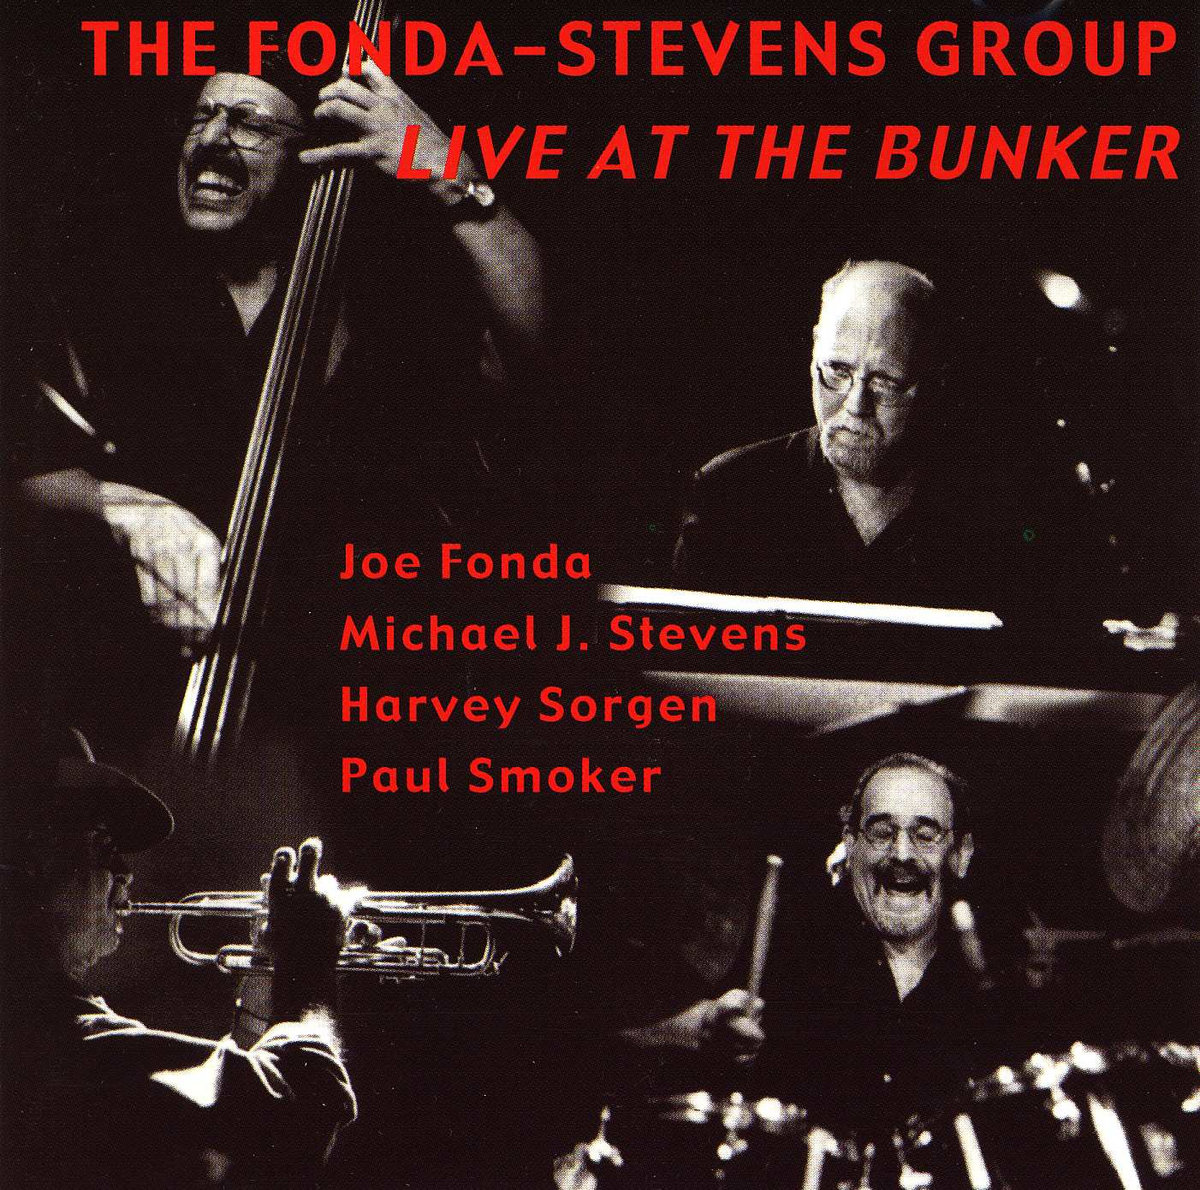 THE FONDA–STEVENS GROUP
LIVE AT THE BUNKER
Joe Fonda
Michael J. Stevens
Harvey Sorgen
Paul Smoker